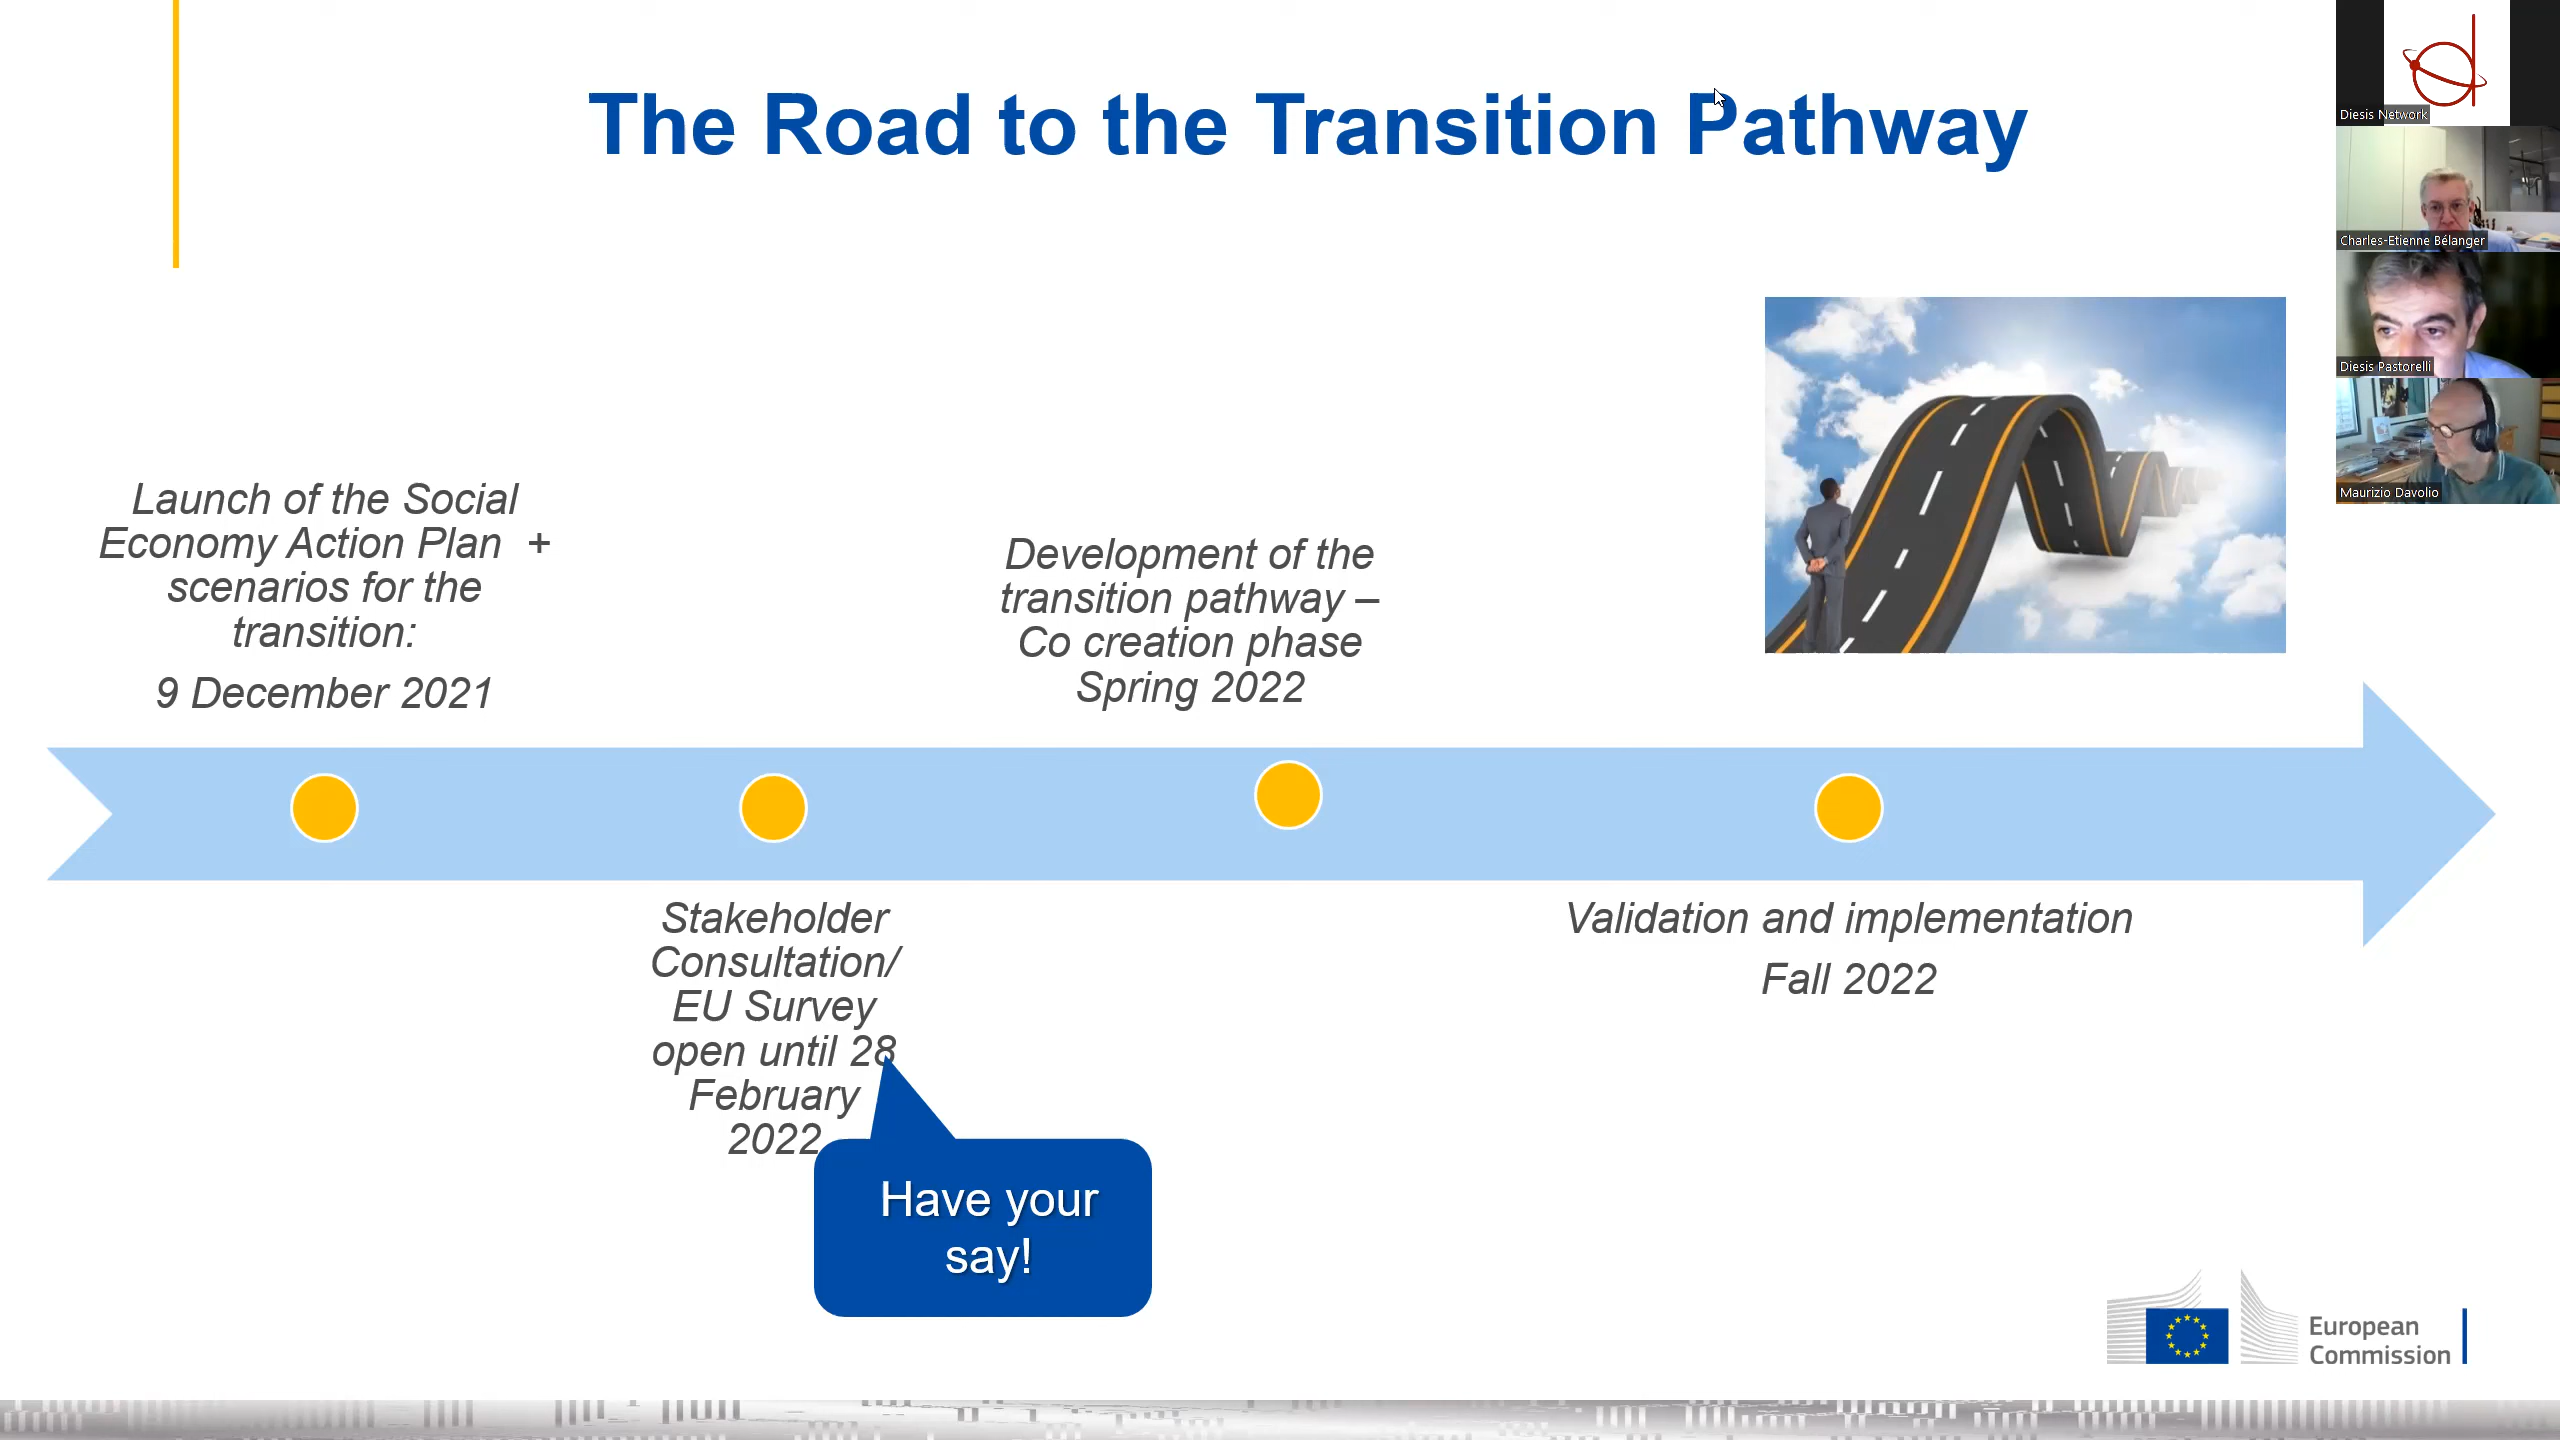 The Road to the Transition Pathway
Launch of the Social
Economy Action Plan +
scenarios for the
transition:
9 December 2021
Stakeholder
Consultation/
EU Survey
open until 28
February
2022
Have your
say!
Development of the
transition pathway –
Co creation phase
Spring 2022
Validation and implementation
Fall 2022
Diesis Network
Charles-Etienne Bélanger
Diesis Pastorelli
Maurizio Davolio
European
Commission